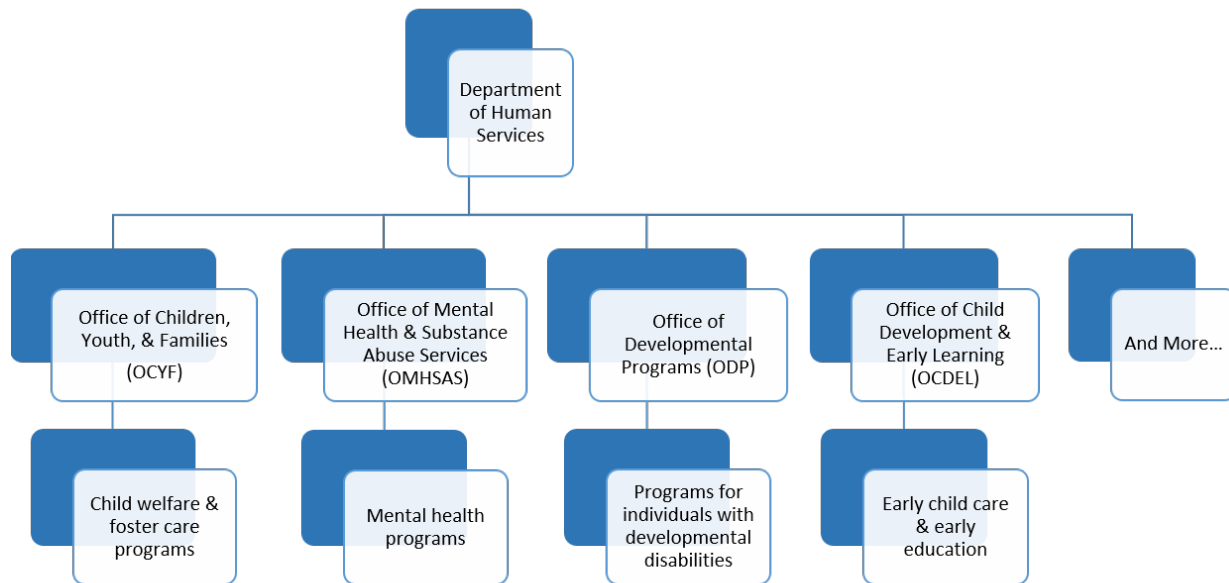 Department
of Human
Services
Office of Children,
Youth, & Families
(OCYF)
Office of Mental
Health & Substance
Abuse Services
(OMHSAS)
Office of
Developmental
Programs (ODP)
Office of Child
Development &
Early Learning
(OCDEL)
And More...
Child welfare &
foster care
programs
Mental health
programs
Programs for
individuals with
developmental
disabilities
Early child care
& early
education